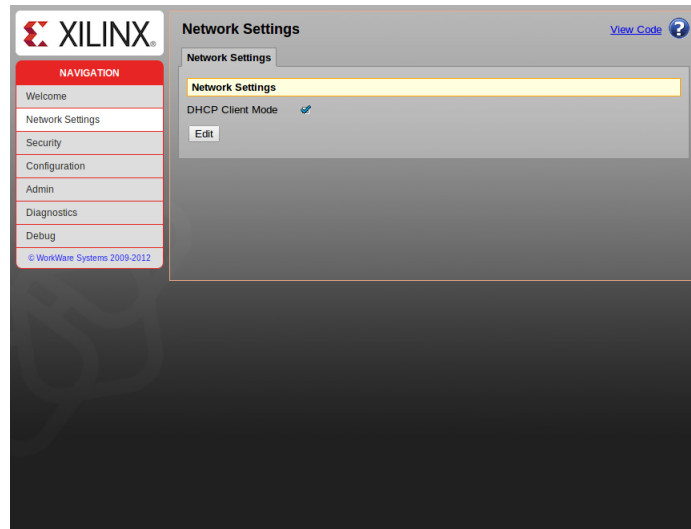 XILINX®
NAVIGATION
Welcome
Network Settings
Security
Configuration
Admin
Diagnostics
Debug
© WorkWare Systems 2009-2012
Network Settings
View Code ?
Network Settings
Network Settings
DHCP Client Mode
Edit